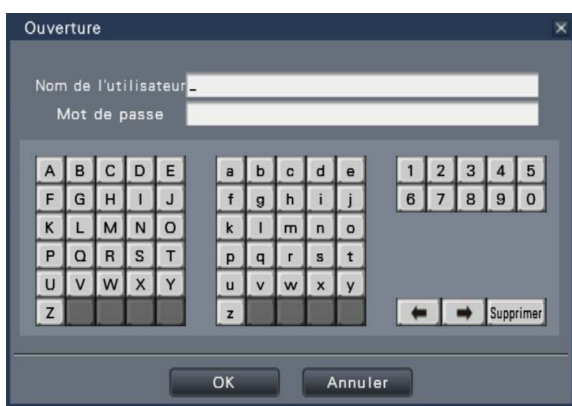 Ouverture
Nom de l'utilisateur
Mot de passe
A B C D E a b c d e 1 2 3 4 5
F G H I J f g h i j 6 7 8 9 0
K L M N O k l m n o
P Q R S T p q r s t
U V W X Y u v w x y
Z z Supprimer
OK Annuler